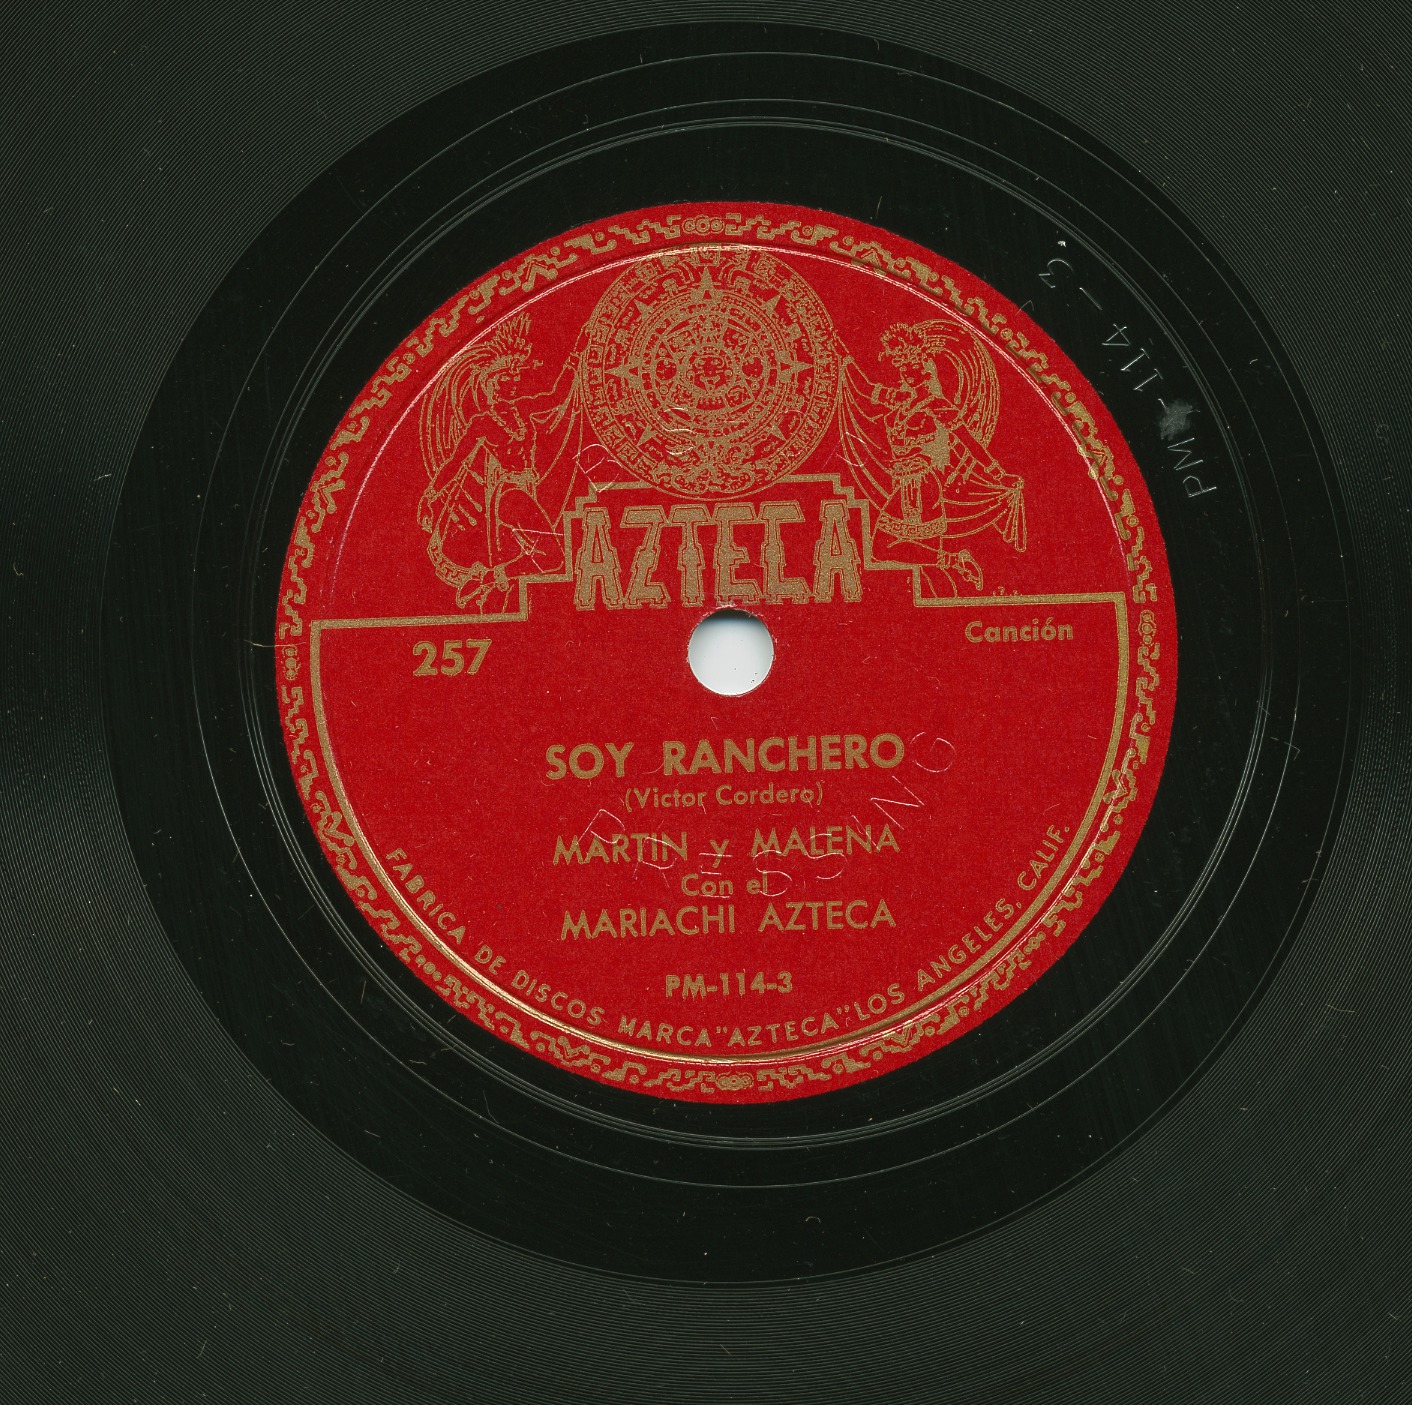 AZTECA
257
Canción
SOY RANCHERO
(Victor Cordero)
MARTIN y MALENA
Con el
MARIACHI AZTECA
PM-114-3
FABRICA DE DISCOS MARCA "AZTECA" LOS ANGELES, CALIF.
PM-114-3
PRESSING